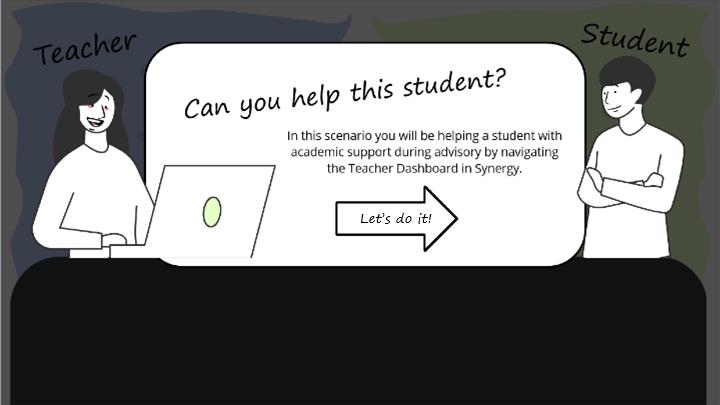 Teacher
Student
Can you help this student?
In this scenario you will be helping a student with
academic support during advisory by navigating
the Teacher Dashboard in Synergy.
Let's do it!